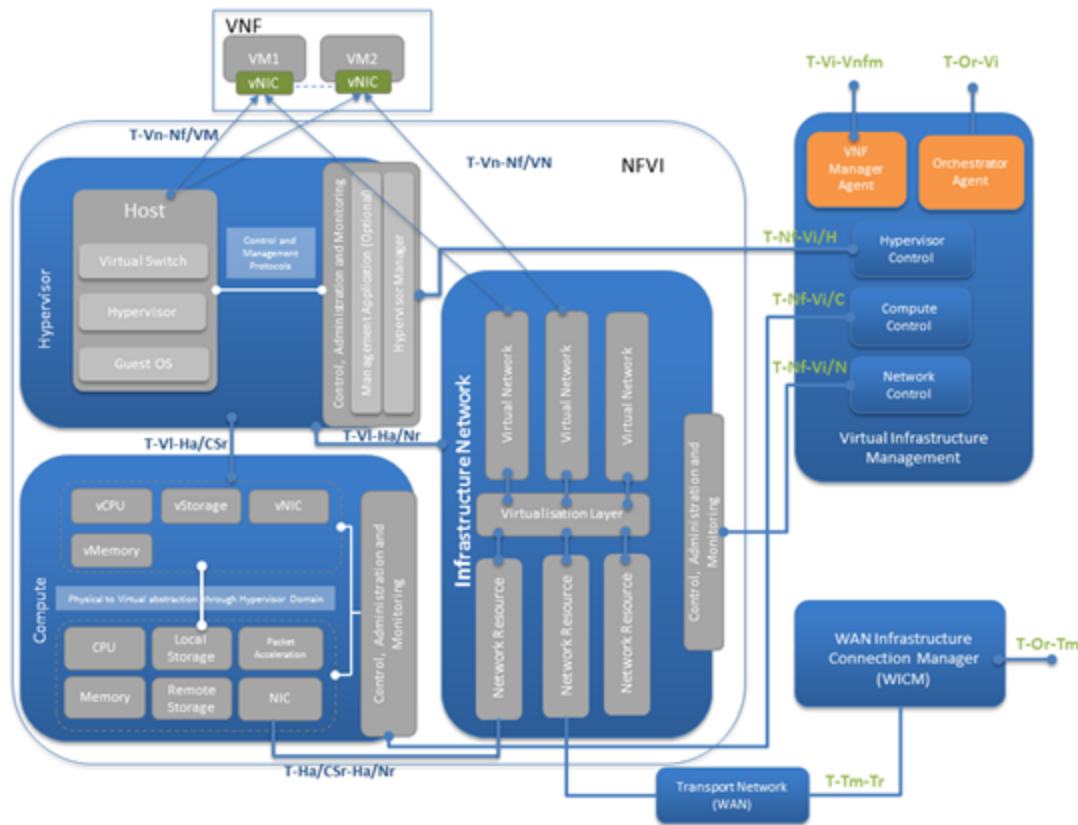 VNF
VM1
vNIC
VM2
vNIC
T-Vi-Vnfm
T-Or-Vi
T-Vn-Nf/VM
T-Vn-Nf/VN
NFVI
VNF
Manager
Agent
Orchestrator
Agent
Hypervisor
Host
Virtual Switch
Hypervisor
Guest OS
Control and
Management
Protocols
Control, Administration and Monitoring
Management Application (Optional)
Hypervisor Manager
T-Nf-Vi/H
Hypervisor
Control
T-Nf-Vi/C
Compute
Control
T-Nf-Vi/N
Network
Control
Virtual Infrastructure
Management
T-Vl-Ha/CSr
T-Vl-Ha/Nr
Infrastructure Network
Virtual Network
Virtual Network
Virtual Network
Virtualisation Layer
Network Resource
Network Resource
Network Resource
Control, Administration and
Monitoring
Compute
vCPU
vStorage
vNIC
vMemory
Physical to Virtual abstraction through Hypervisor Domain
CPU
Local
Storage
Packet
Acceleration
Memory
Remote
Storage
NIC
Control, Administration and
Monitoring
WAN Infrastructure
Connection Manager
(WICM)
T-Or-Tm
T-Ha/CSr-Ha/Nr
Transport Network
(WAN)
T-Tm-Tr